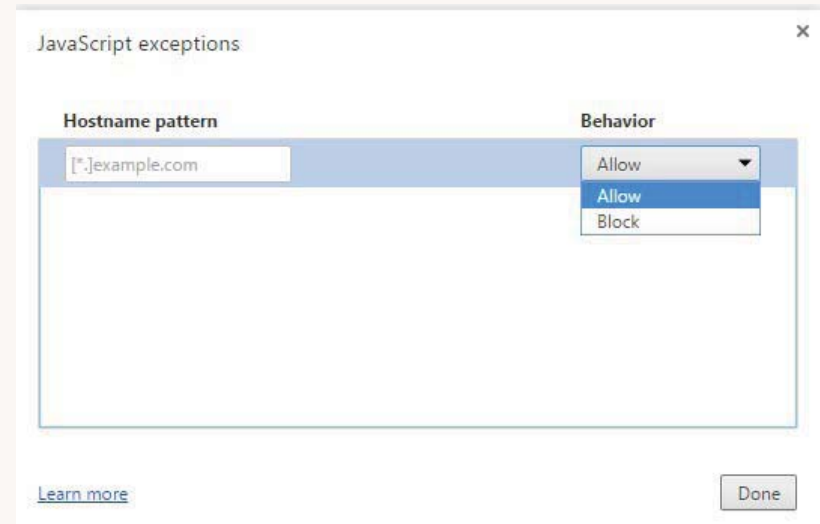 JavaScript exceptions ×
Hostname pattern Behavior
[*.]example.com Allow
Allow
Block
Learn more Done